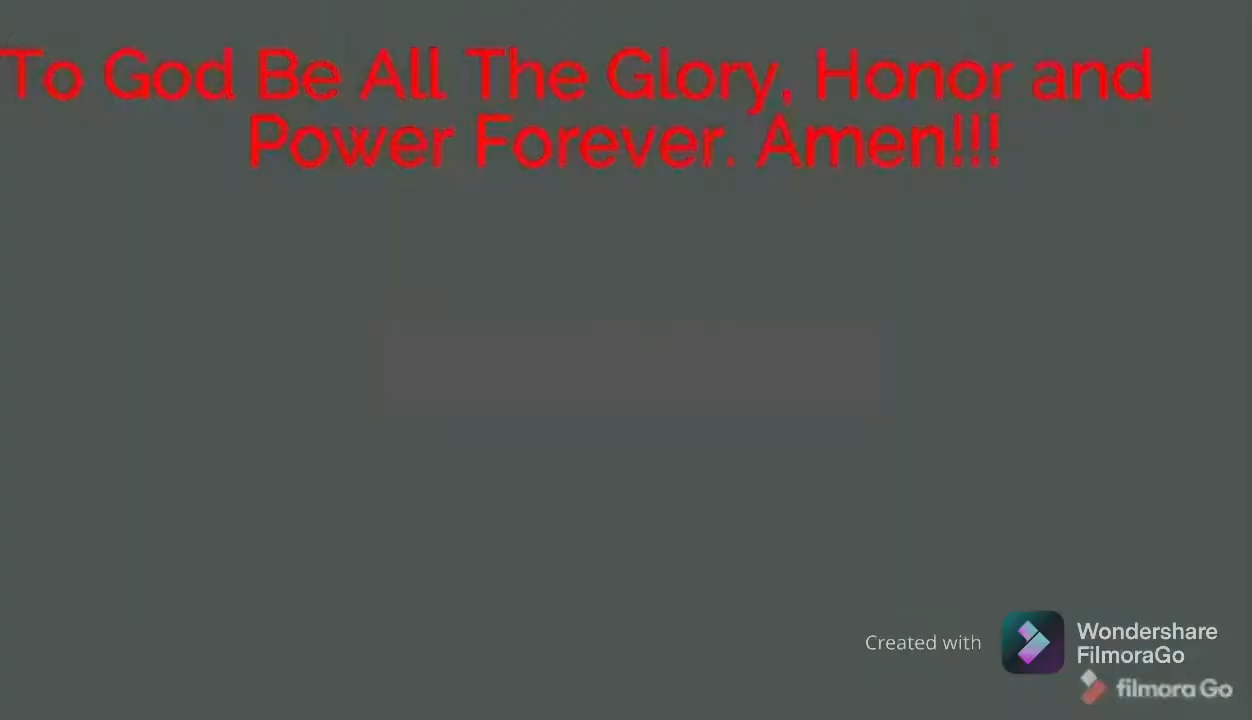 To God Be All The Glory, Honor and
Power Forever. Amen!!!
Created with
Wondershare
FilmoraGo
filmora Go